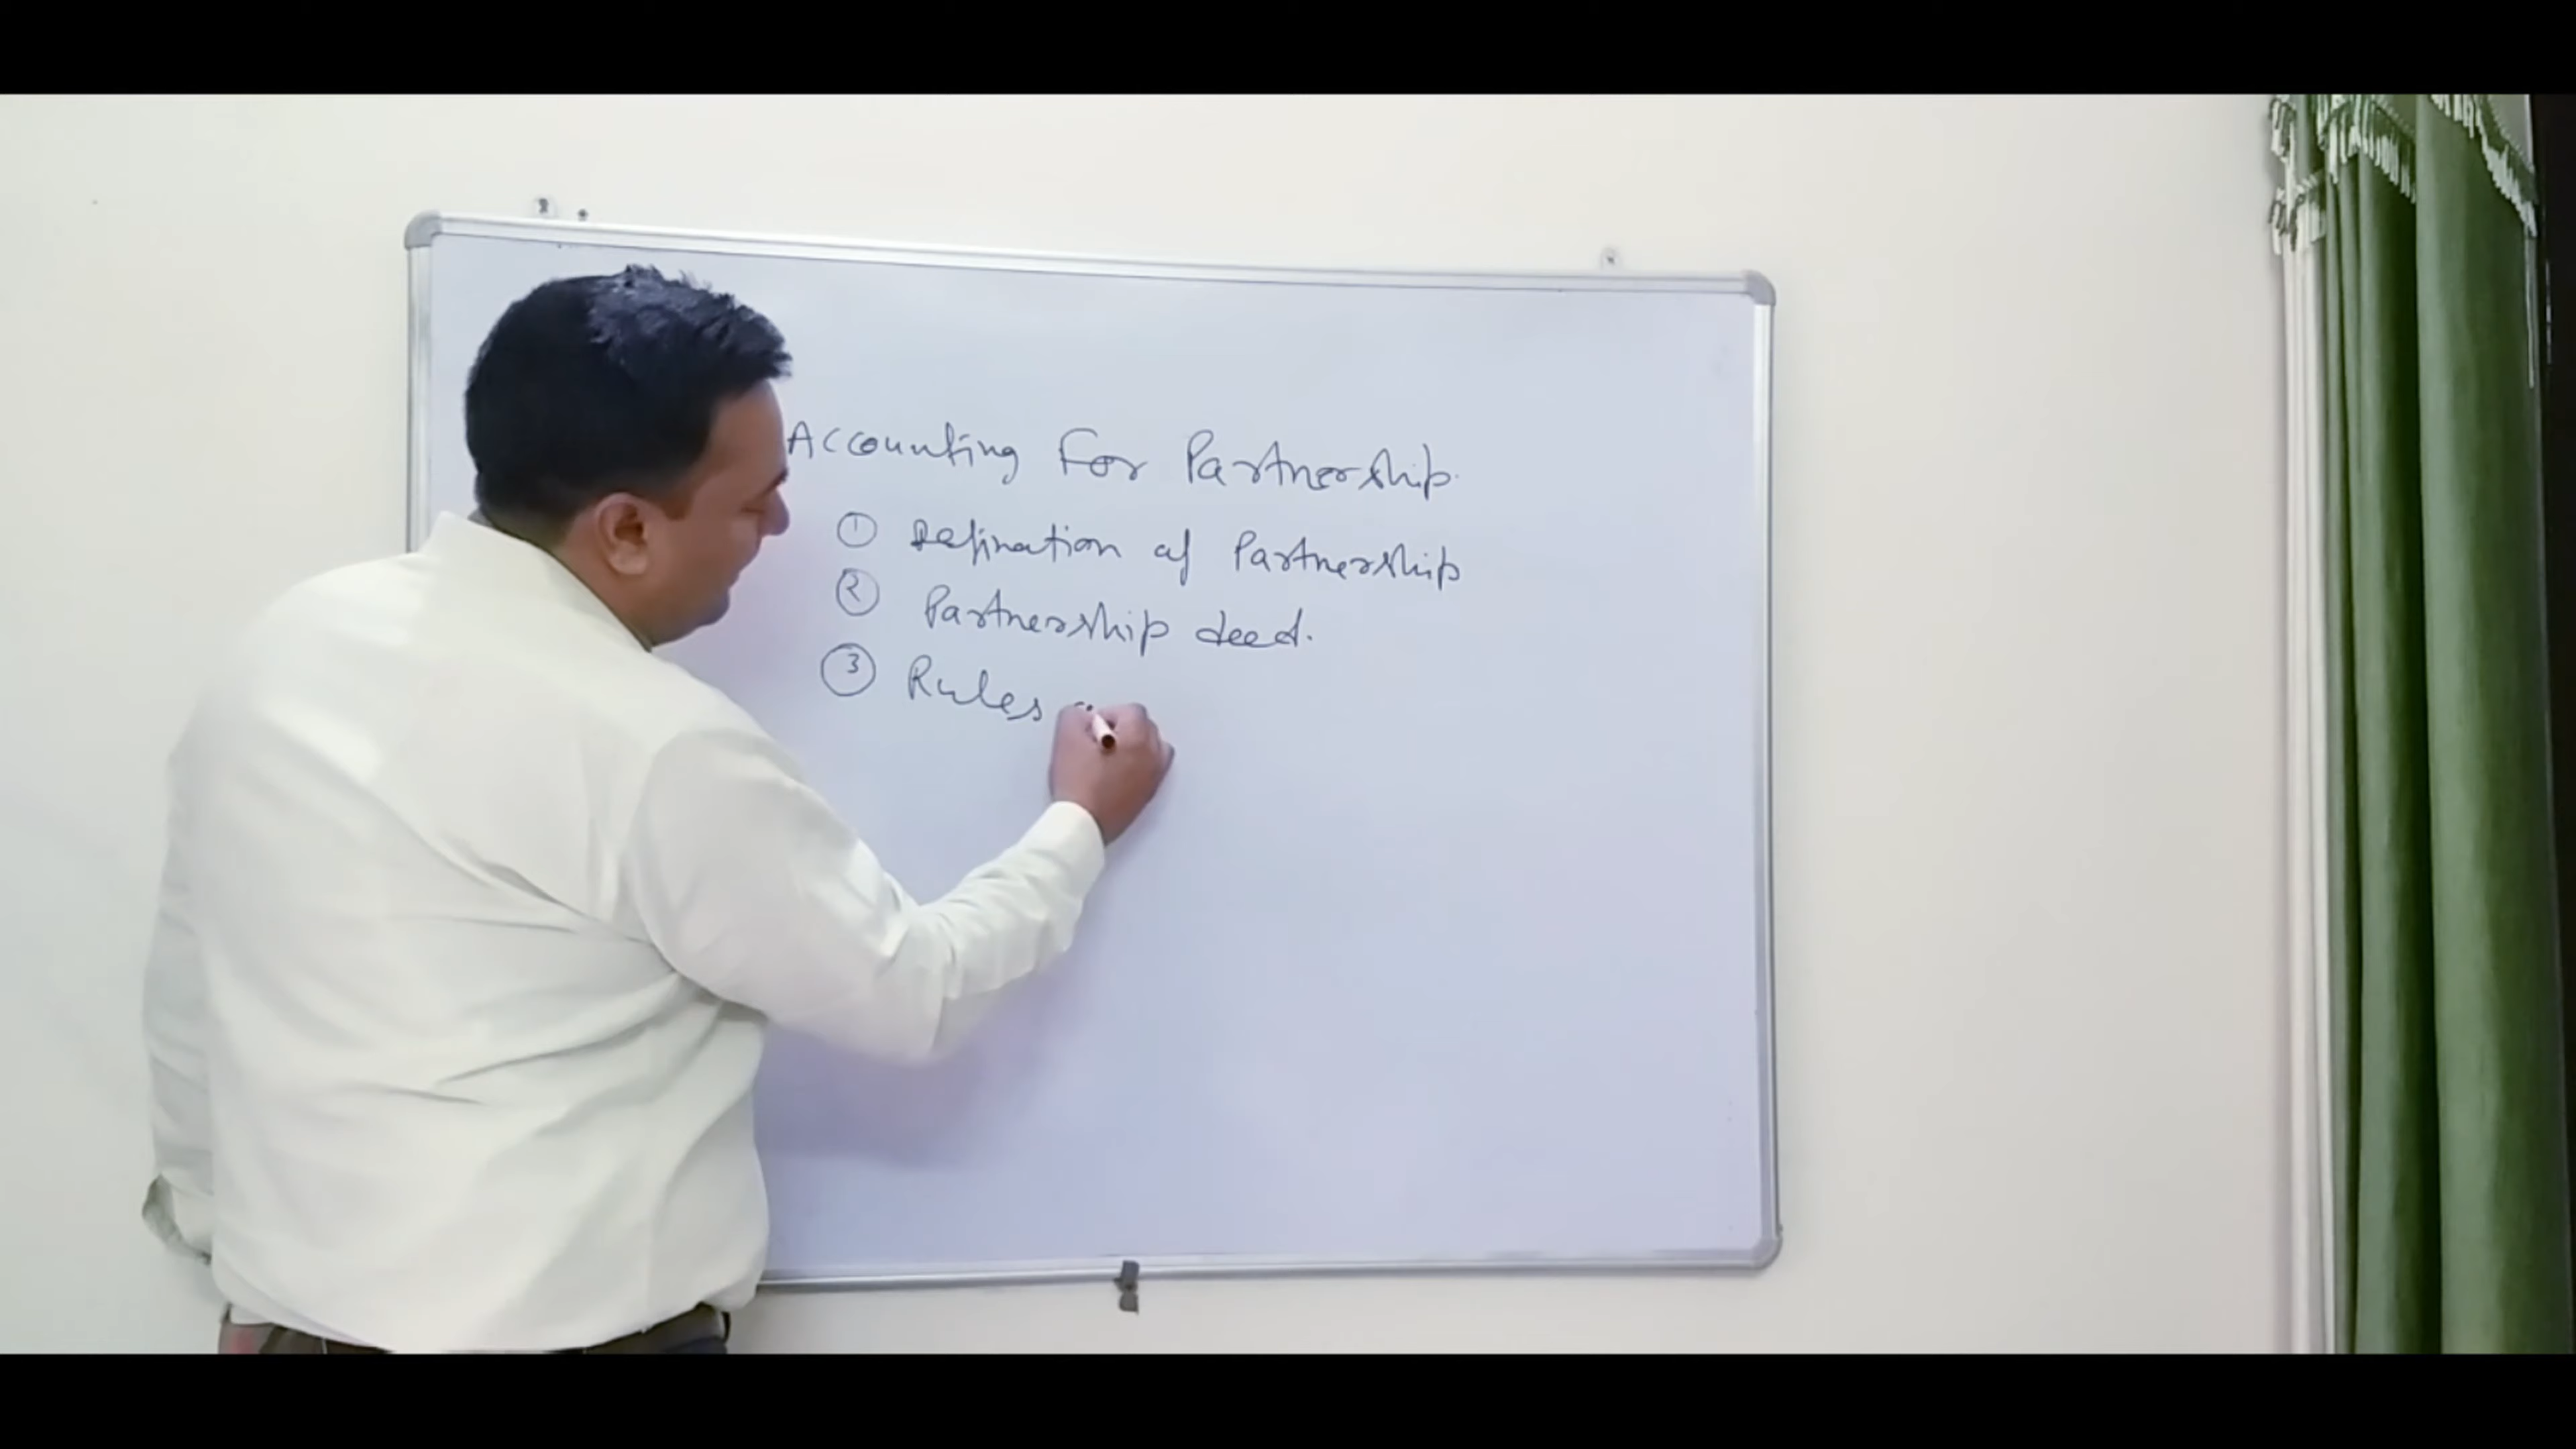 Accounting For Partnership.
① Defination of Partnership
② Partnership deed.
③ Rules